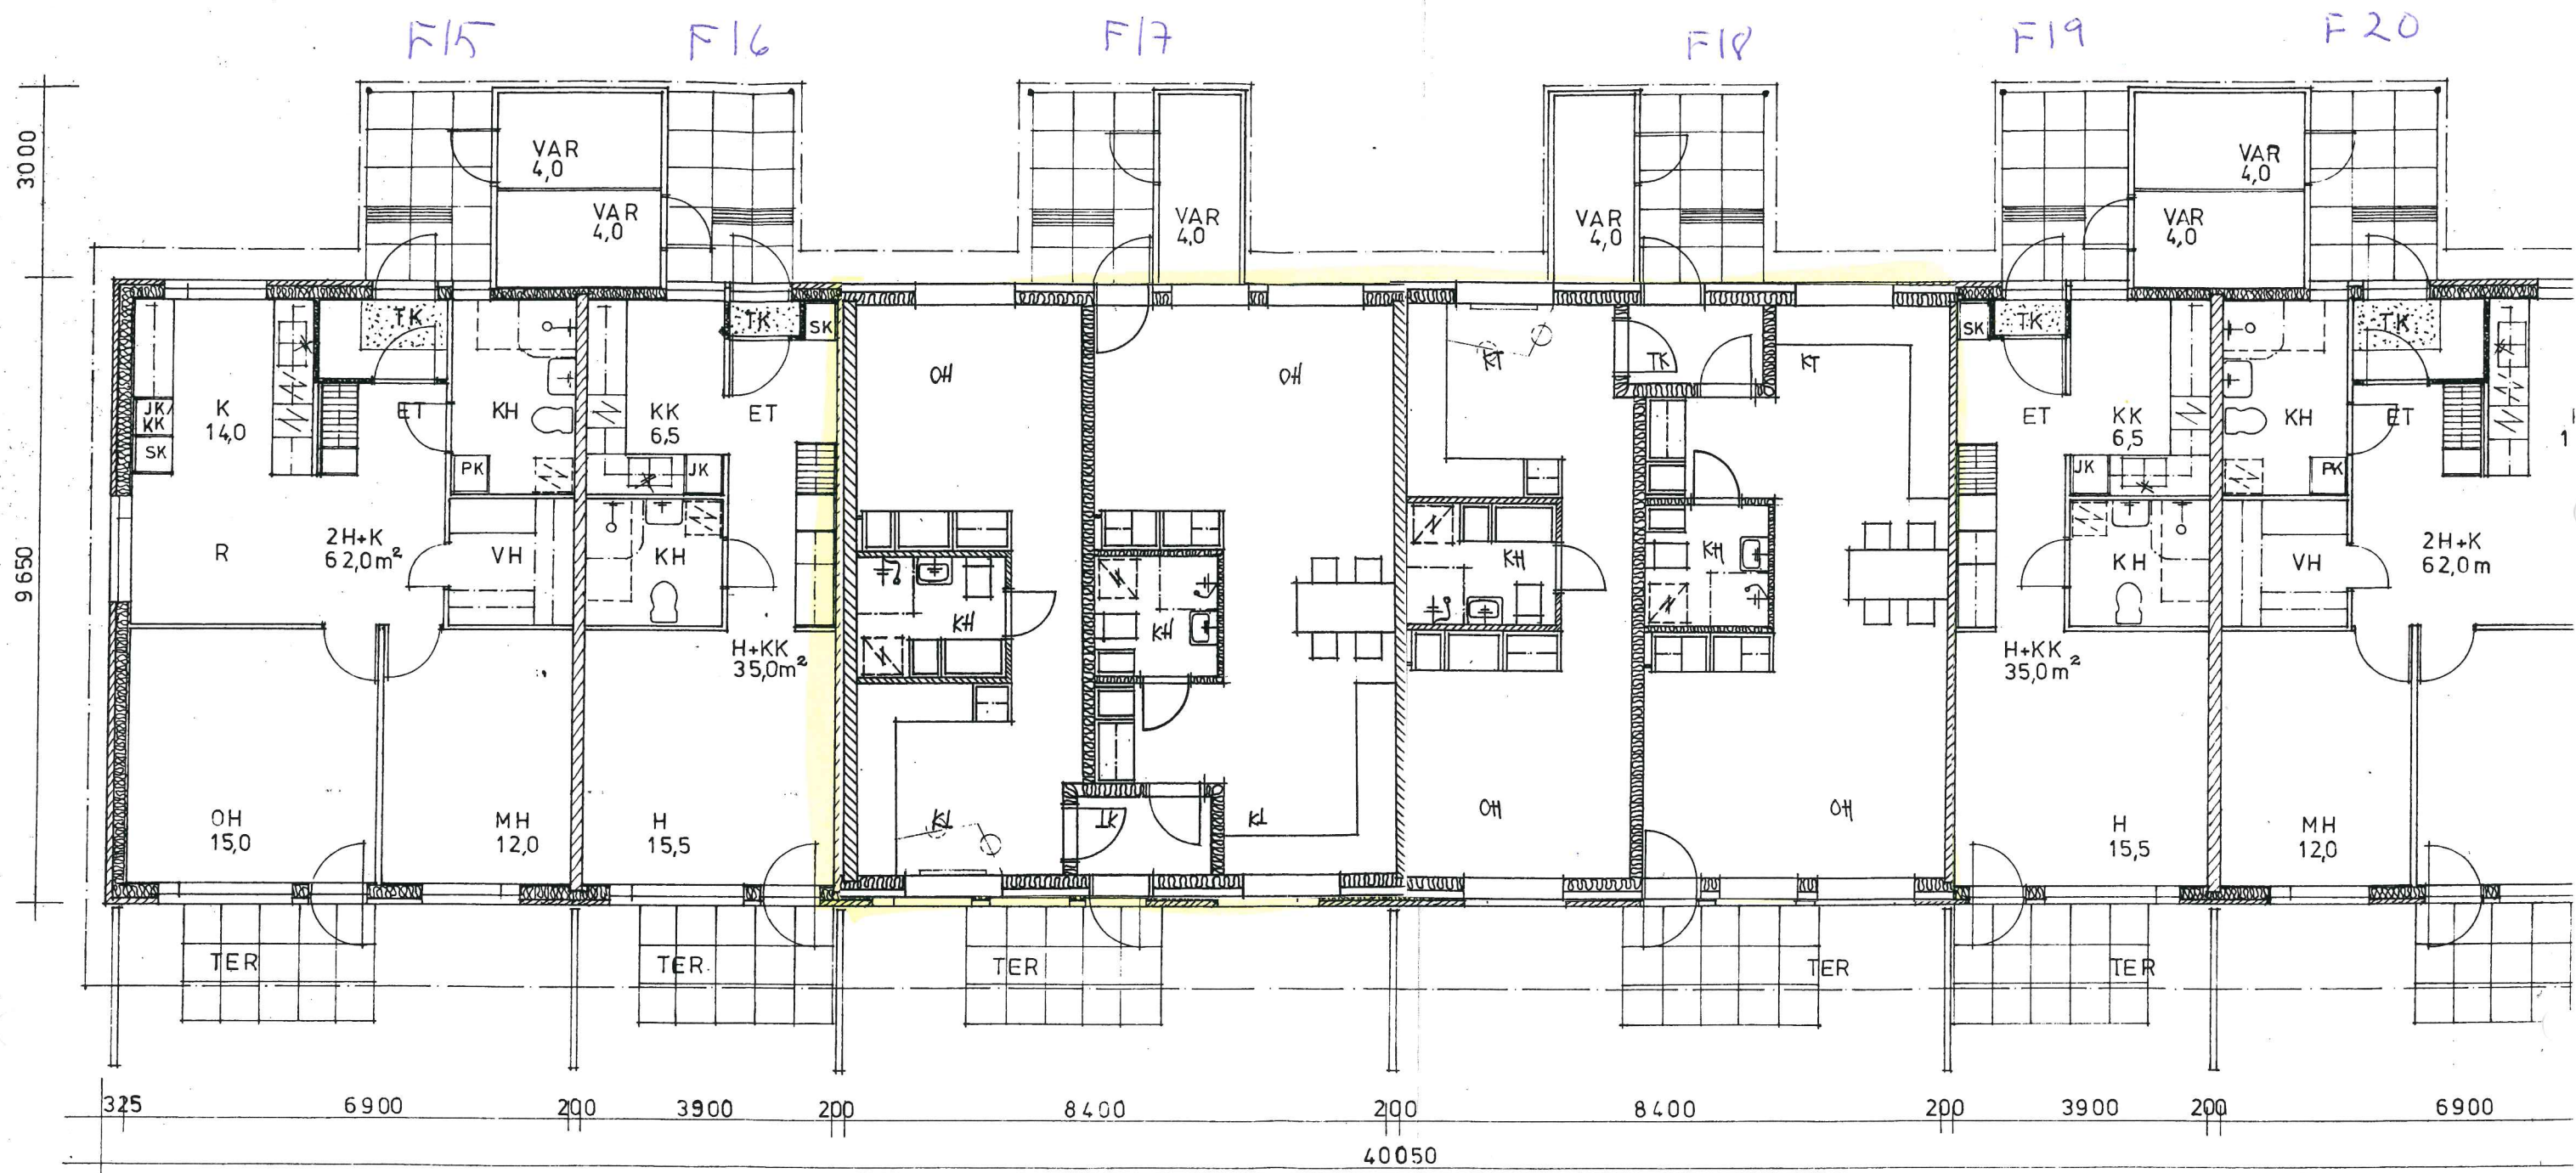 F15 F16 F17 F18 F19 F20
3000
VAR
4,0
VAR
4,0
VAR
4,0
VAR
4,0
VAR
4,0
VAR
4,0
TK
TK
SK
SK
TK
TK
K
14,0
JK/
KK
SK
ET
KH
PK
KK
6,5
JK
ET
OH
OH
KT
TK
KT
ET
KK
6,5
JK
KH
PK
ET
1
9650
R
2H+K
62,0m²
VH
KH
H+KK
35,0m²
KH
KH
KH
KH
KH
H+KK
35,0m²
VH
2H+K
62,0m
OH
15,0
MH
12,0
H
15,5
OH
OH
H
15,5
MH
12,0
TER
TER
TER
TER
TER
325 6900 200 3900 200 8400 200 8400 200 3900 200 6900
40050